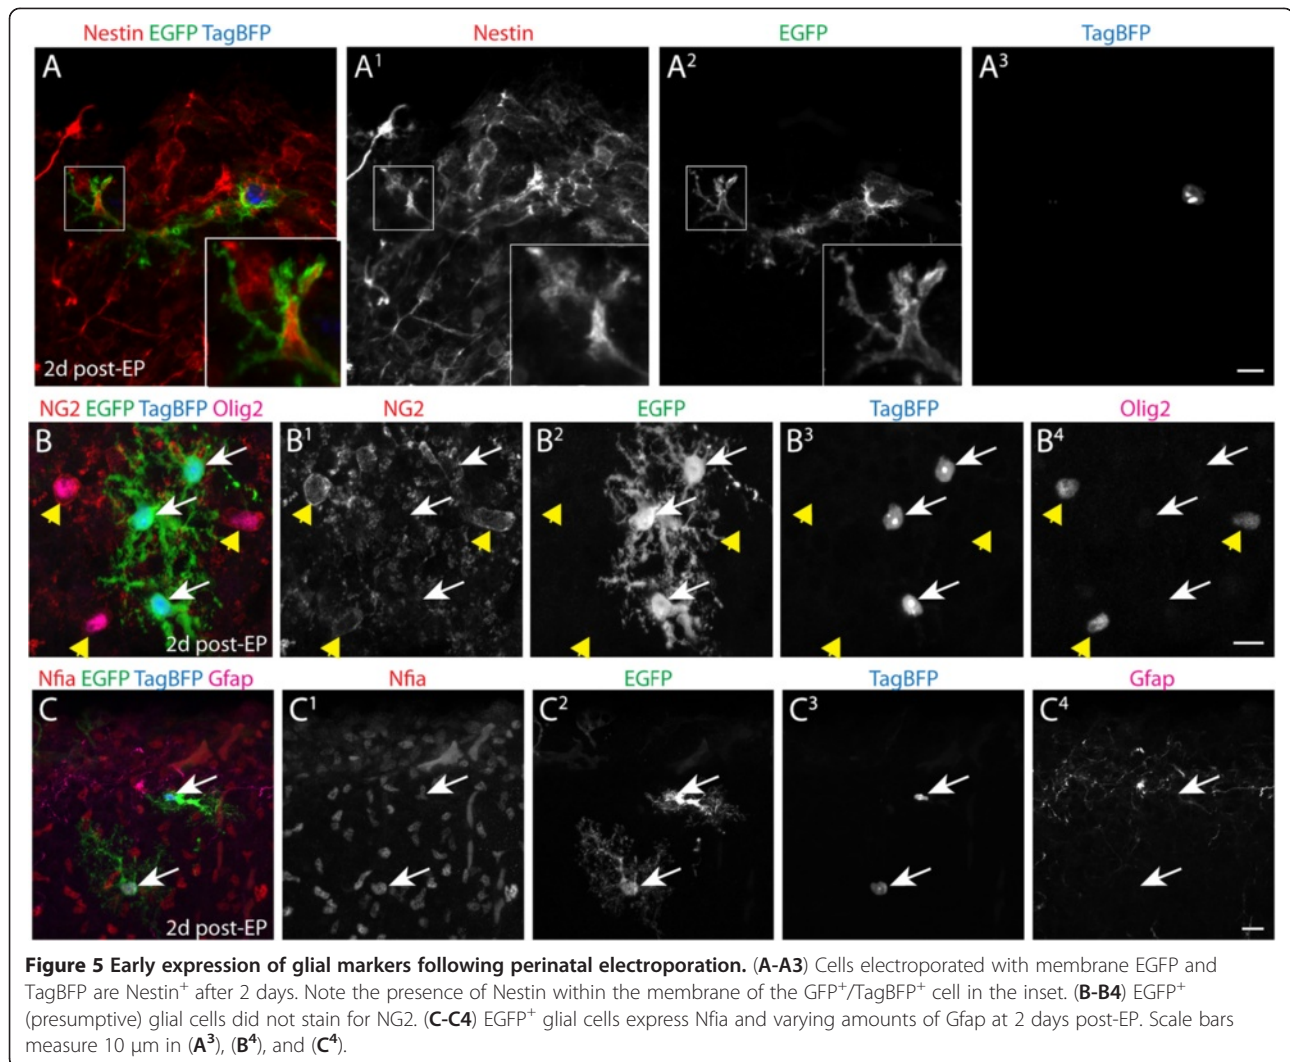 Nestin EGFP TagBFP Nestin EGFP TagBFP
A A¹ A² A³
2d post-EP
NG2 EGFP TagBFP Olig2 NG2 EGFP TagBFP Olig2
B B¹ B² B³ B⁴
2d post-EP
Nfia EGFP TagBFP Gfap Nfia EGFP TagBFP Gfap
C C¹ C² C³ C⁴
2d post-EP
Figure 5 Early expression of glial markers following perinatal electroporation. (A-A3) Cells electroporated with membrane EGFP and
TagBFP are Nestin⁺ after 2 days. Note the presence of Nestin within the membrane of the GFP⁺/TagBFP⁺ cell in the inset. (B-B4) EGFP⁺
(presumptive) glial cells did not stain for NG2. (C-C4) EGFP⁺ glial cells express Nfia and varying amounts of Gfap at 2 days post-EP. Scale bars
measure 10 μm in (A³), (B⁴), and (C⁴).